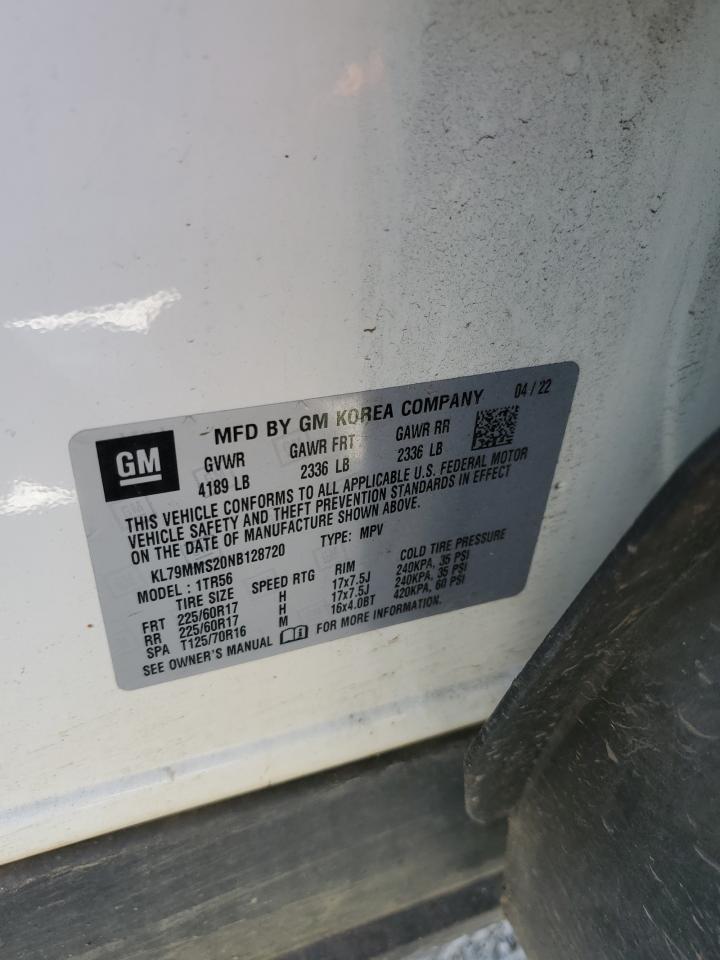 GM
MFD BY GM KOREA COMPANY 04 / 22
GVWR GAWR FRT GAWR RR
4189 LB 2336 LB 2336 LB
THIS VEHICLE CONFORMS TO ALL APPLICABLE U.S. FEDERAL MOTOR
VEHICLE SAFETY AND THEFT PREVENTION STANDARDS IN EFFECT
ON THE DATE OF MANUFACTURE SHOWN ABOVE.
KL79MMS20NB128720 TYPE: MPV
MODEL : 1TR56
TIRE SIZE SPEED RTG RIM COLD TIRE PRESSURE
FRT 225/60R17 H 17x7.5J 240KPA, 35 PSI
RR 225/60R17 H 17x7.5J 240KPA, 35 PSI
SPA T125/70R16 M 16x4.0BT 420KPA, 60 PSI
SEE OWNER'S MANUAL FOR MORE INFORMATION.